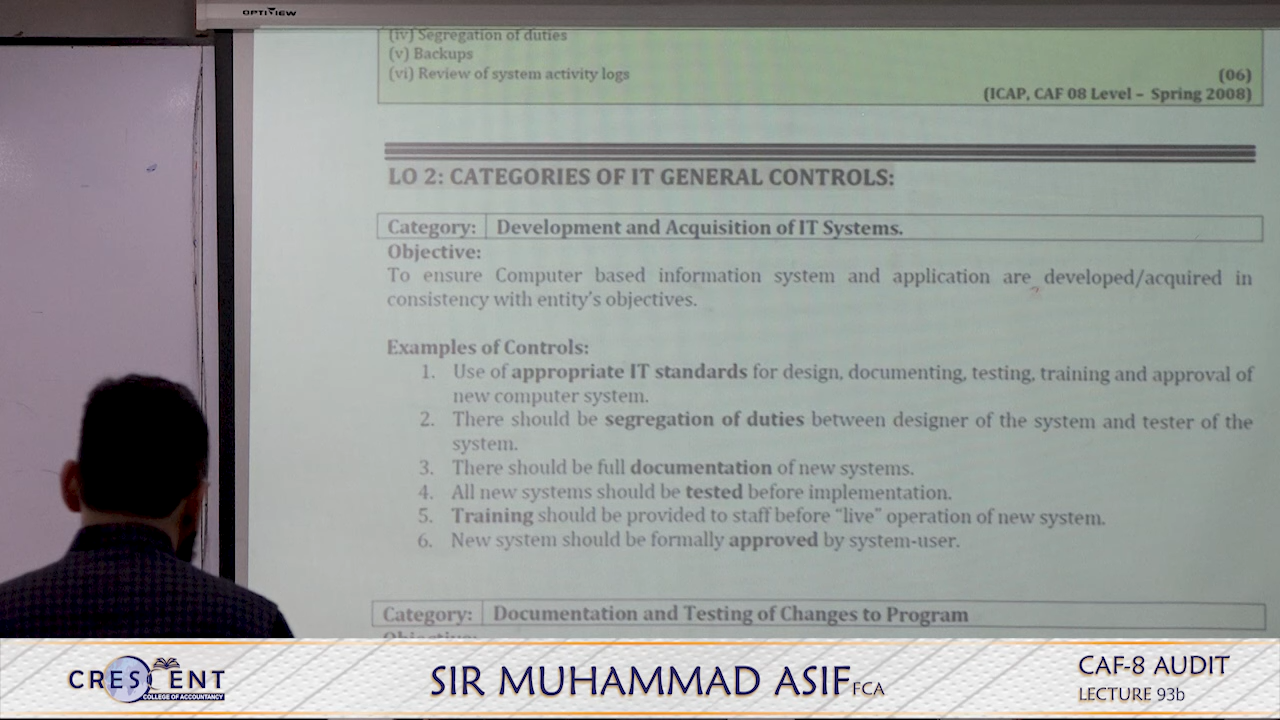 OPTIVIEW
(iv) Segregation of duties
(v) Backups
(vi) Review of system activity logs
(06)
(ICAP, CAF 08 Level – Spring 2008)
LO 2: CATEGORIES OF IT GENERAL CONTROLS:
Category: Development and Acquisition of IT Systems.
Objective:
To ensure Computer based information system and application are developed/acquired in
consistency with entity's objectives.
Examples of Controls:
1. Use of appropriate IT standards for design, documenting, testing, training and approval of
new computer system.
2. There should be segregation of duties between designer of the system and tester of the
system.
3. There should be full documentation of new systems.
4. All new systems should be tested before implementation.
5. Training should be provided to staff before “live” operation of new system.
6. New system should be formally approved by system-user.
Category: Documentation and Testing of Changes to Program
Objective:
CRESCENT
COLLEGE OF ACCOUNTANCY
SIR MUHAMMAD ASIF FCA
CAF-8 AUDIT
LECTURE 93b